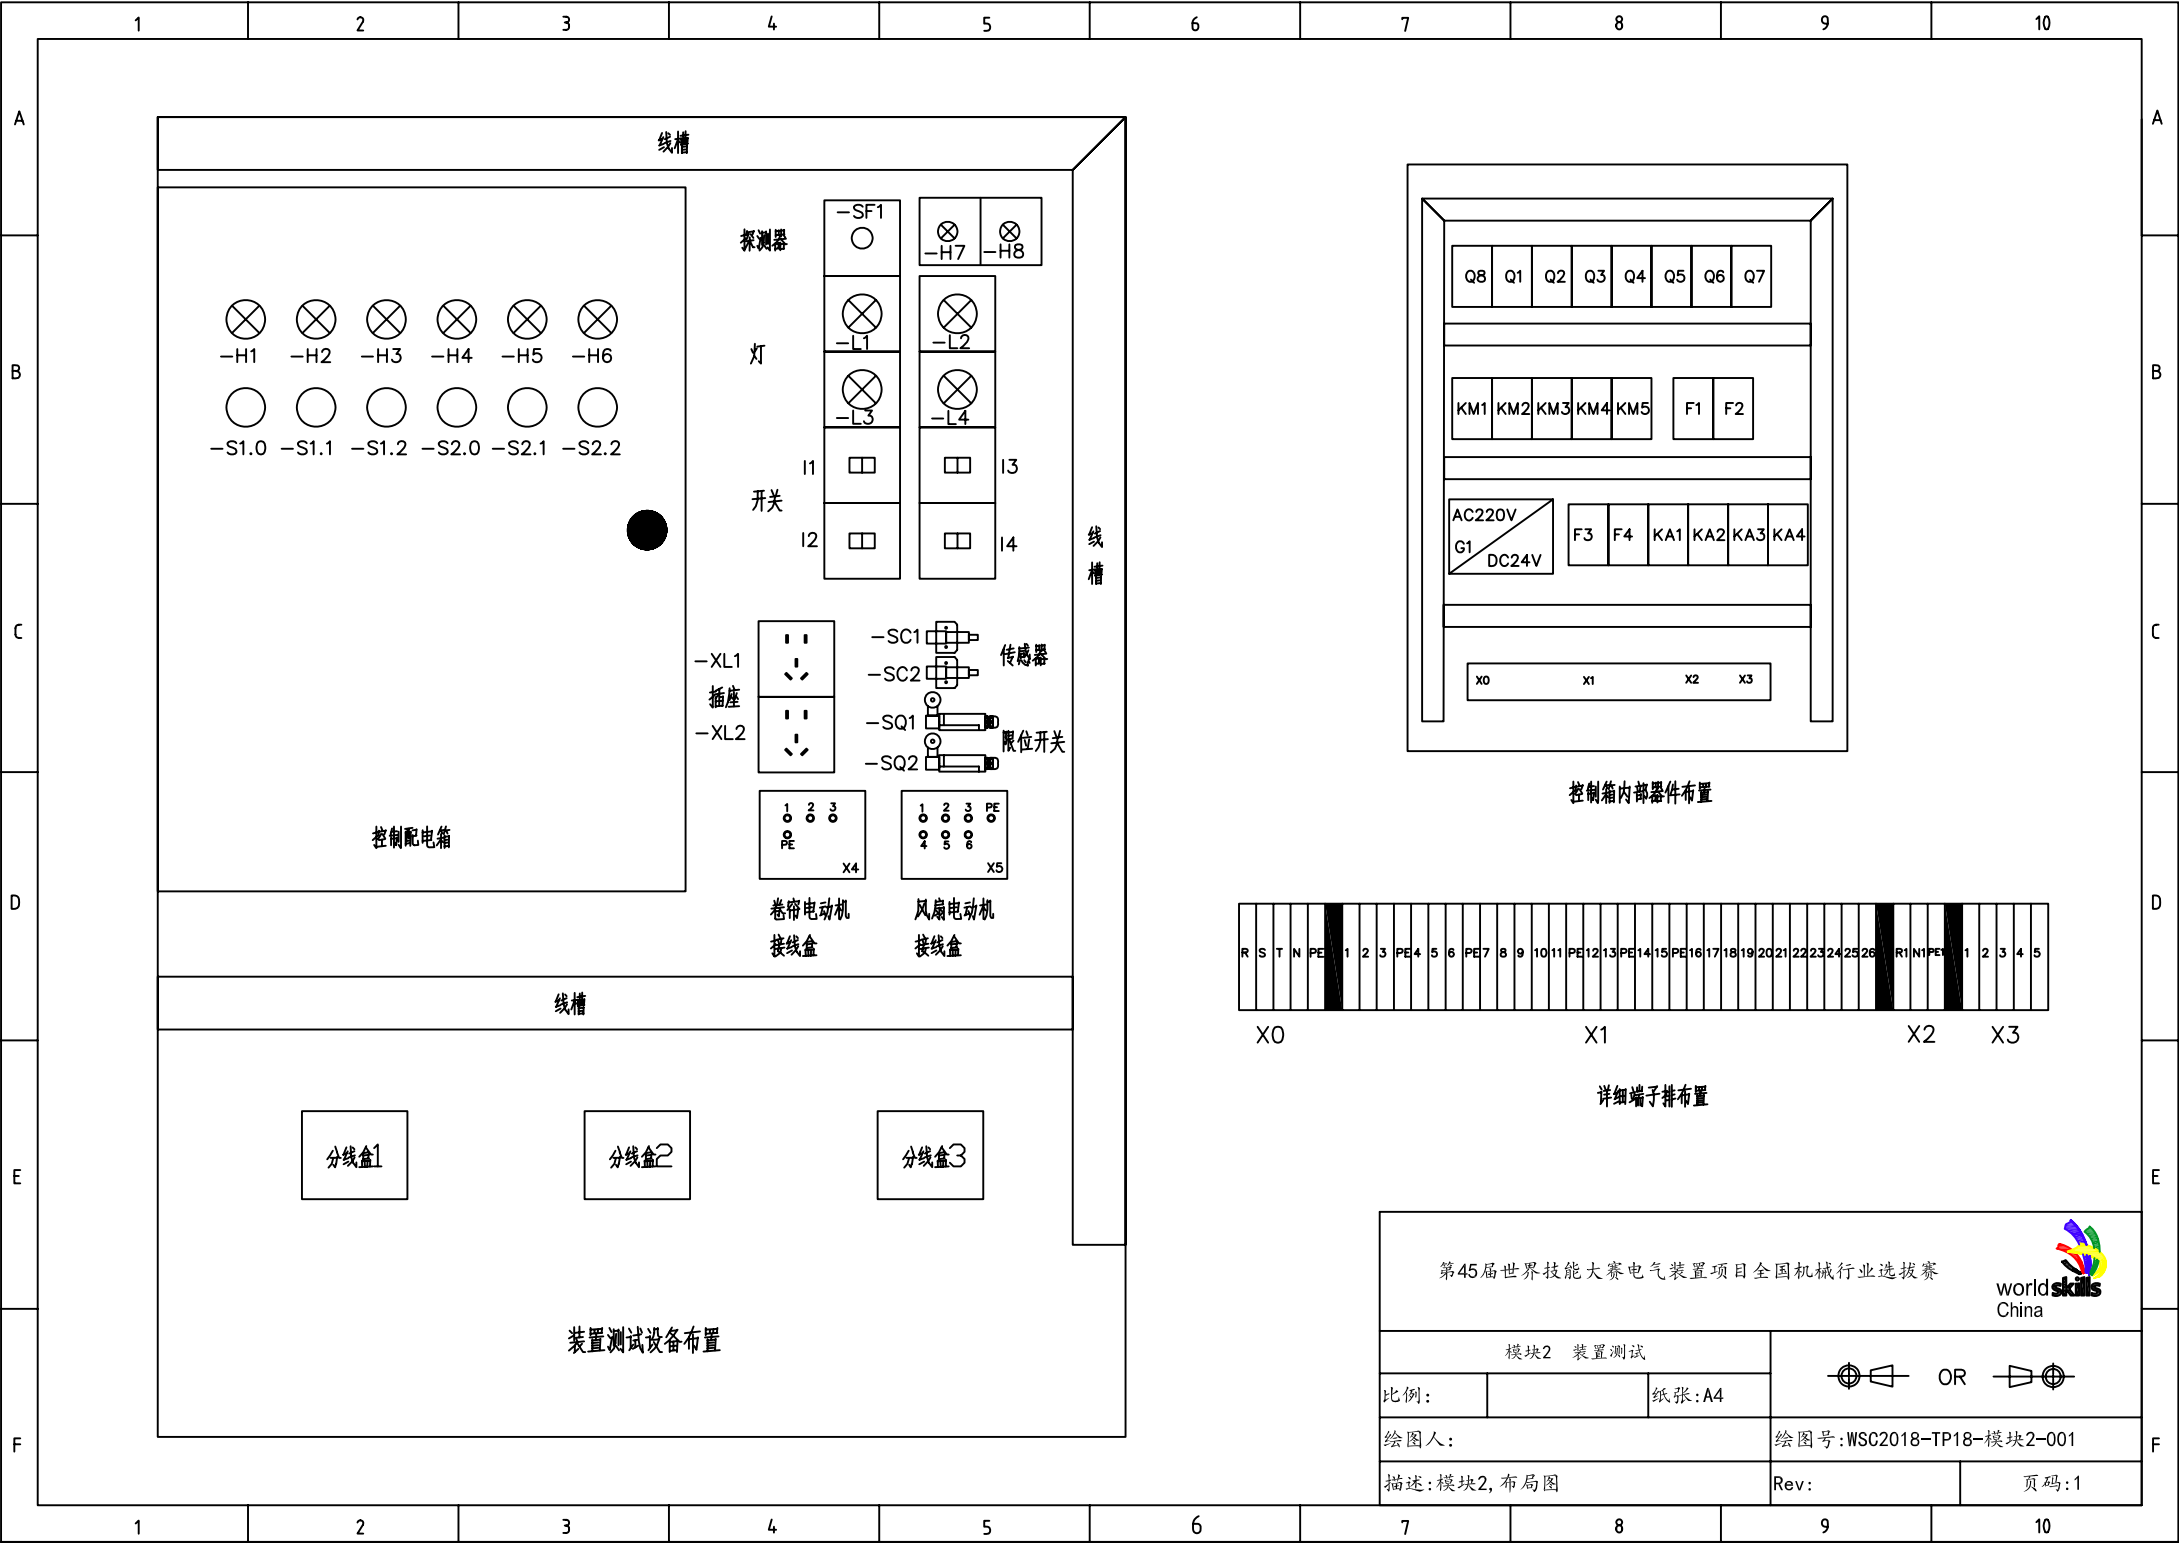 1 2 3 4 5 6 7 8 9 10
A A
线槽
-SF1
探测器
-H7 -H8
-H1 -H2 -H3 -H4 -H5 -H6
-L1 -L2
灯
-L3 -L4
-S1.0 -S1.1 -S1.2 -S2.0 -S2.1 -S2.2
I1 I3
开关
I2 I4
线
槽
-XL1
插座
-XL2
-SC1
-SC2
传感器
-SQ1
-SQ2
限位开关
控制配电箱
1 2 3
PE
X4
1 2 3 PE
4 5 6
X5
卷帘电动机
接线盒
风扇电动机
接线盒
线槽
分线盒1 分线盒2 分线盒3
装置测试设备布置
B B
C C
D D
E E
F F
Q8 Q1 Q2 Q3 Q4 Q5 Q6 Q7
KM1 KM2 KM3 KM4 KM5 F1 F2
AC220V
G1
DC24V
F3 F4 KA1 KA2 KA3 KA4
X0 X1 X2 X3
控制箱内部器件布置
R S T N PE 1 2 3 PE 4 5 6 PE 7 8 9 10 11 PE 12 13 PE 14 15 PE 16 17 18 19 20 21 22 23 24 25 26 R1 N1 PE1 1 2 3 4 5
X0 X1 X2 X3
详细端子排布置
第45届世界技能大赛电气装置项目全国机械行业选拔赛
worldskills
China
模块2 装置测试
比例: 纸张:A4
OR
绘图人: 绘图号:WSC2018-TP18-模块2-001
描述:模块2,布局图 Rev: 页码:1
1 2 3 4 5 6 7 8 9 10